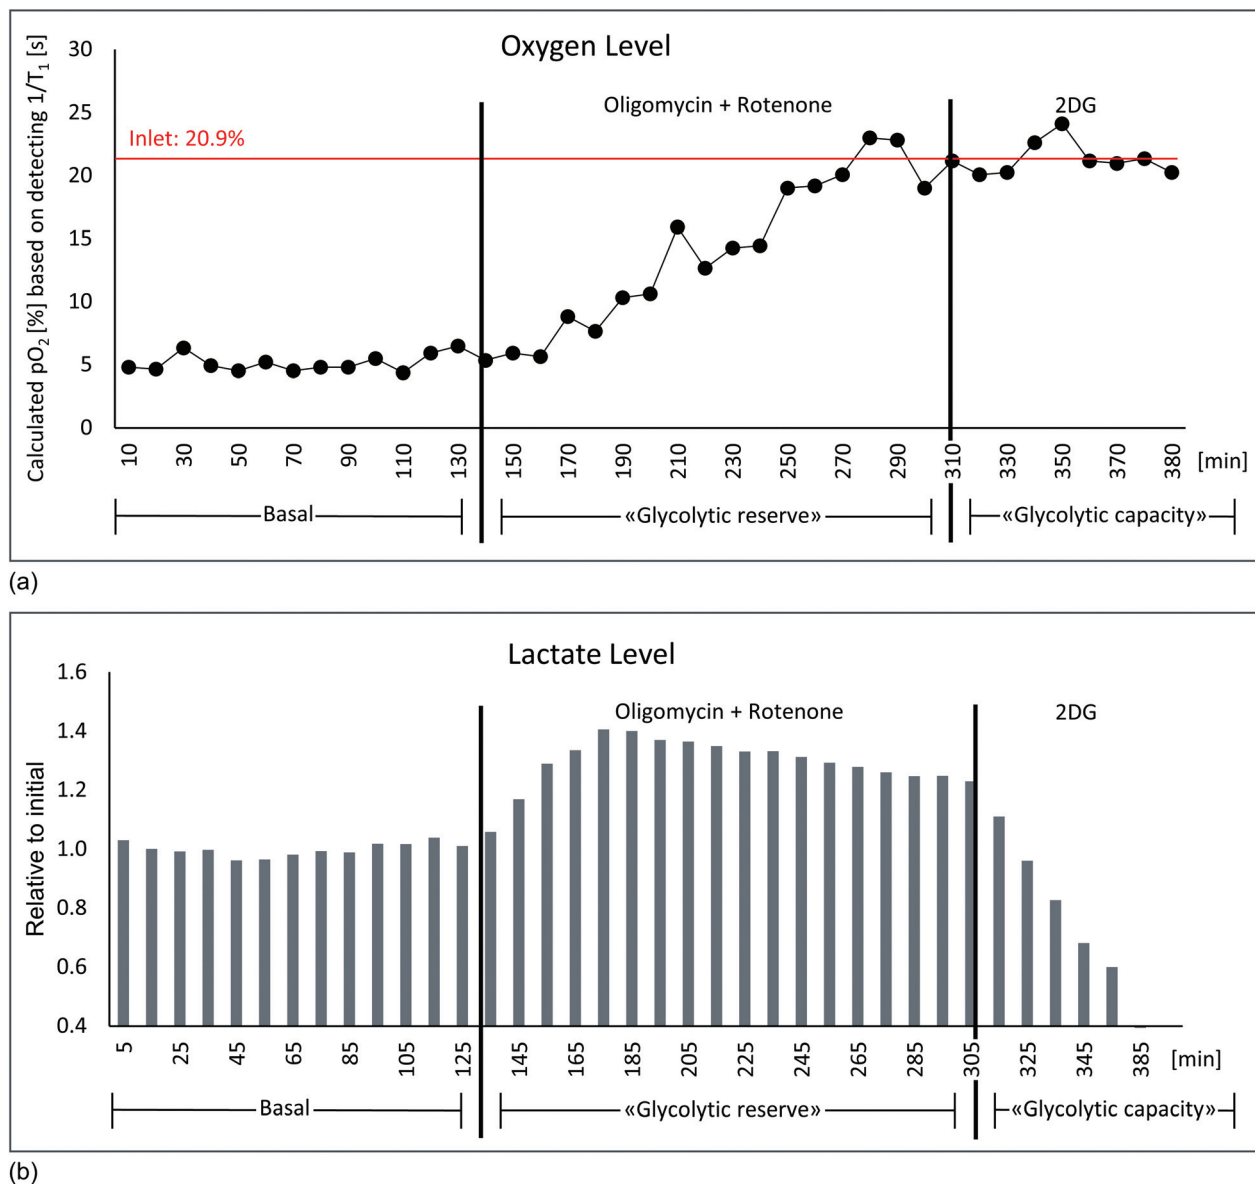 Oxygen Level
Calculated pO2 [%] based on detecting 1/T1 [s]
30
25
20
15
10
5
0
Inlet: 20.9%
Oligomycin + Rotenone
2DG
10 30 50 70 90 110 130 150 170 190 210 230 250 270 290 310 330 350 370 380 [min]
Basal «Glycolytic reserve» «Glycolytic capacity»
(a)
Lactate Level
Relative to initial
1.6
1.4
1.2
1.0
0.8
0.6
0.4
Oligomycin + Rotenone
2DG
5 25 45 65 85 105 125 145 165 185 205 225 245 265 285 305 325 345 385 [min]
Basal «Glycolytic reserve» «Glycolytic capacity»
(b)